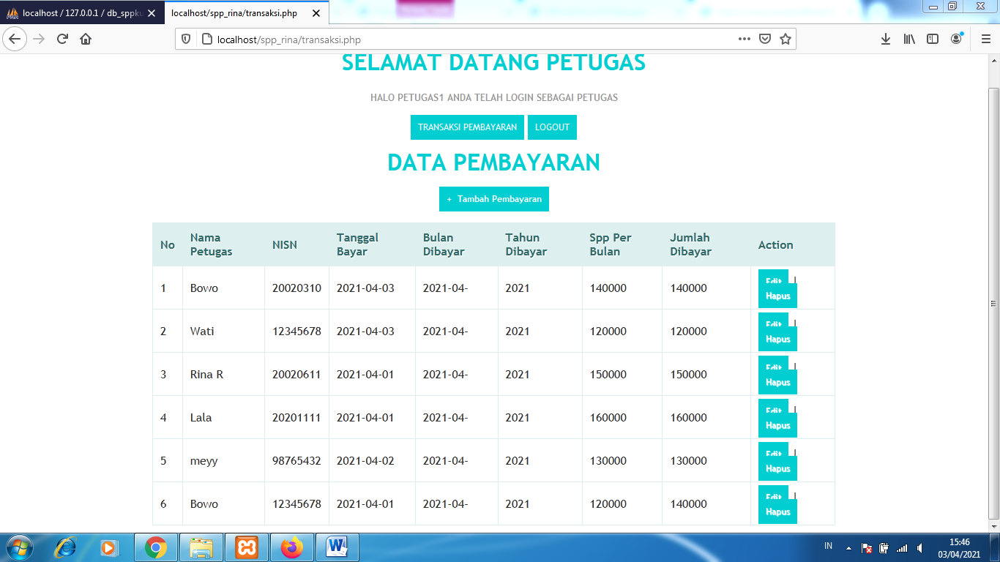 localhost / 127.0.0.1 / db_sppku
localhost/spp_rina/transaksi.php
localhost/spp_rina/transaksi.php
SELAMAT DATANG PETUGAS
HALO PETUGAS1 ANDA TELAH LOGIN SEBAGAI PETUGAS
TRANSAKSI PEMBAYARAN LOGOUT
DATA PEMBAYARAN
+ Tambah Pembayaran
No Nama Petugas NISN Tanggal Bayar Bulan Dibayar Tahun Dibayar Spp Per Bulan Jumlah Dibayar Action
1 Bowo 20020310 2021-04-03 2021-04- 2021 140000 140000 Edit | Hapus
2 Wati 12345678 2021-04-03 2021-04- 2021 120000 120000 Edit | Hapus
3 Rina R 20020611 2021-04-01 2021-04- 2021 150000 150000 Edit | Hapus
4 Lala 20201111 2021-04-01 2021-04- 2021 160000 160000 Edit | Hapus
5 meyy 98765432 2021-04-02 2021-04- 2021 130000 130000 Edit | Hapus
6 Bowo 12345678 2021-04-01 2021-04- 2021 120000 140000 Edit | Hapus
IN
15:46
03/04/2021